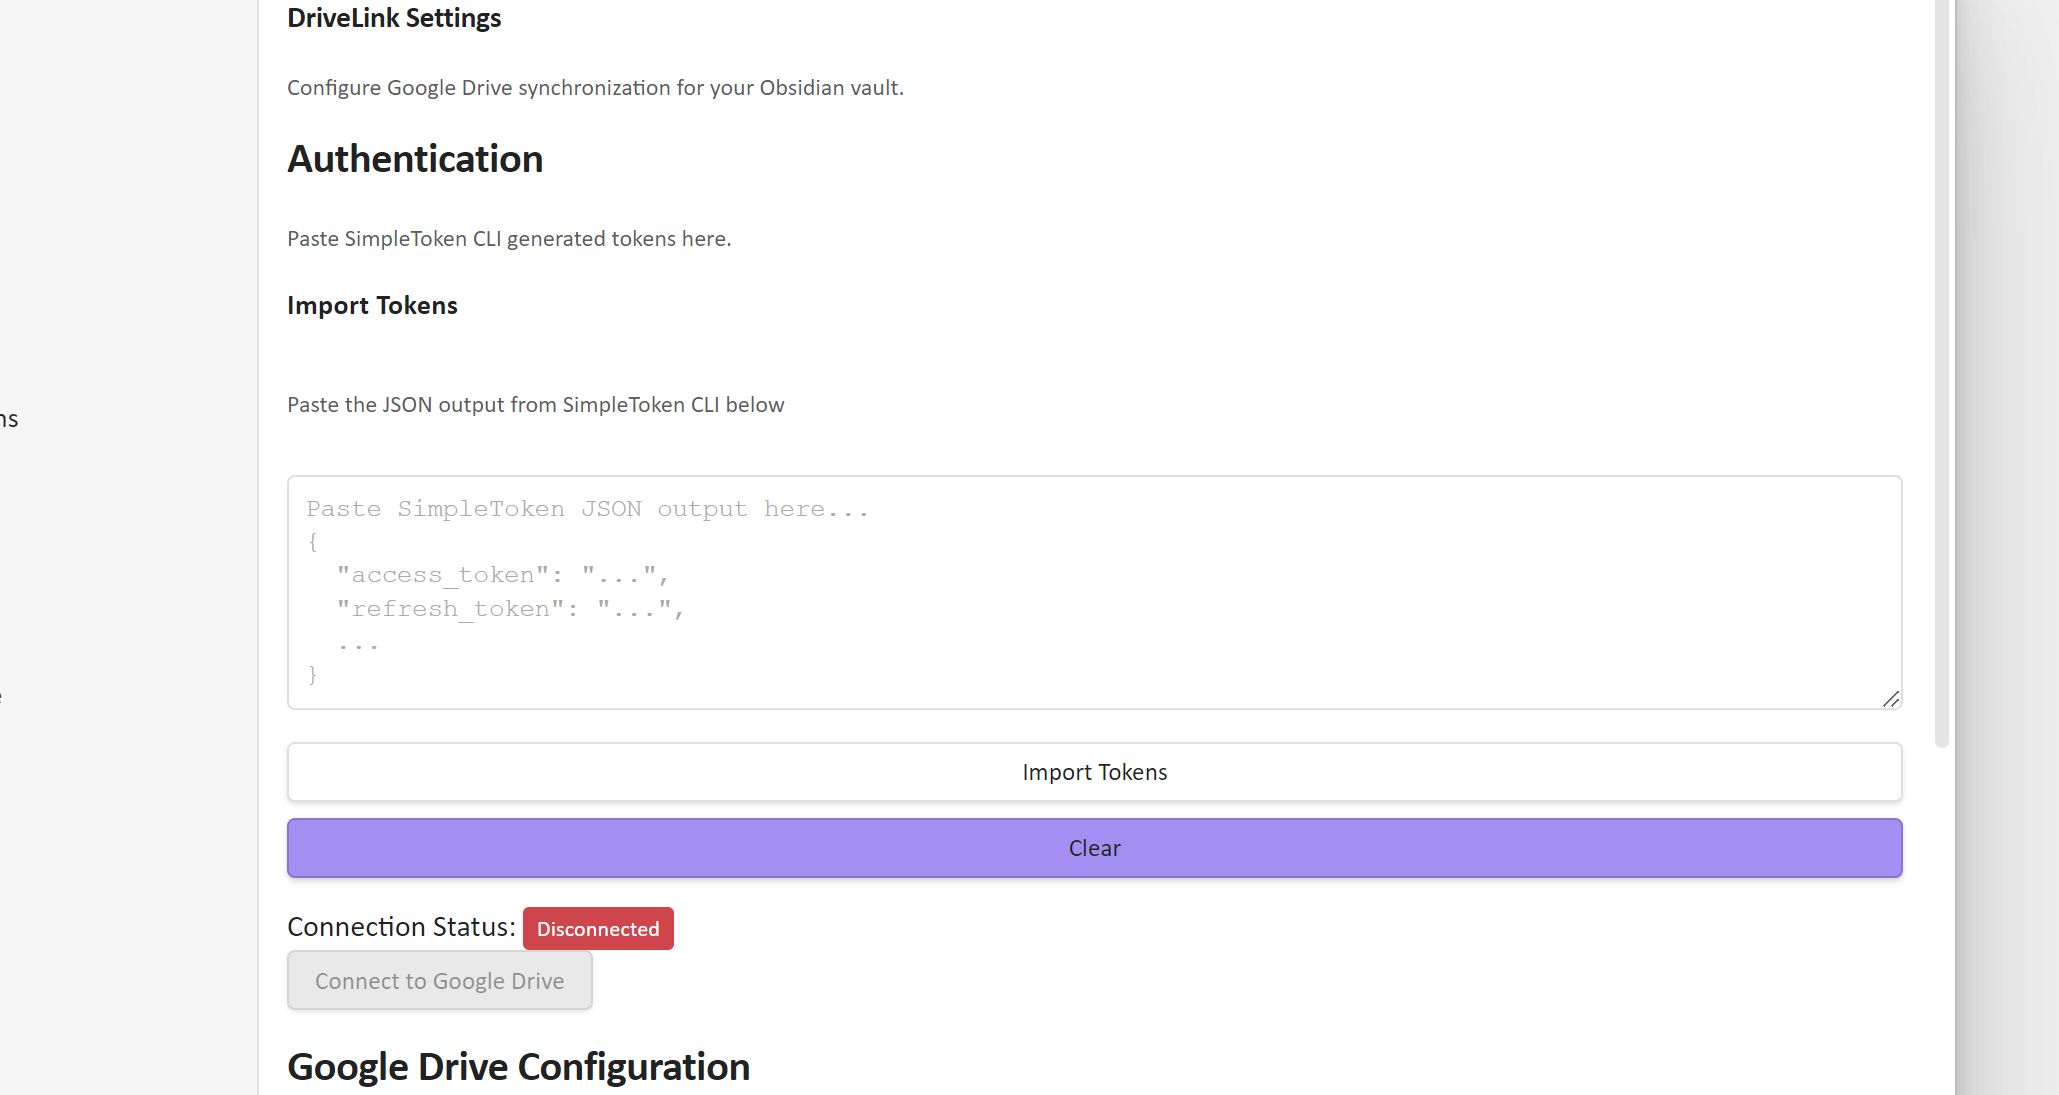 DriveLink Settings
Configure Google Drive synchronization for your Obsidian vault.
Authentication
Paste SimpleToken CLI generated tokens here.
Import Tokens
Paste the JSON output from SimpleToken CLI below
Paste SimpleToken JSON output here...
{
  "access_token": "...",
  "refresh_token": "...",
  ...
}
Import Tokens
Clear
Connection Status: Disconnected
Connect to Google Drive
Google Drive Configuration